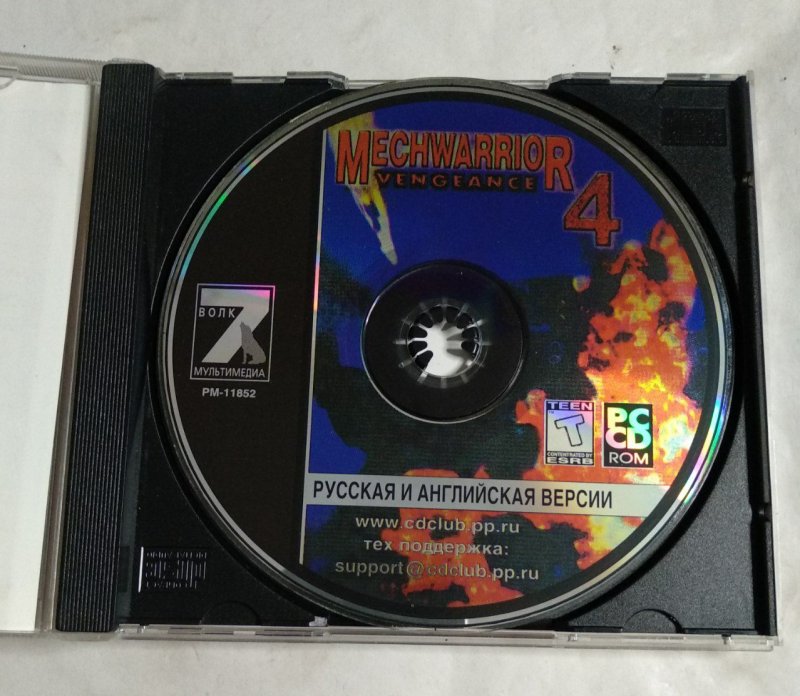 MECHWARRIOR
VENGEANCE
4
7
ВОЛК
МУЛЬТИМЕДИА
PM-11852
TEEN
T
ESRB
PC
CD
ROM
РУССКАЯ И АНГЛИЙСКАЯ ВЕРСИИ
www.cdclub.pp.ru
тех поддержка:
support@cdclub.pp.ru